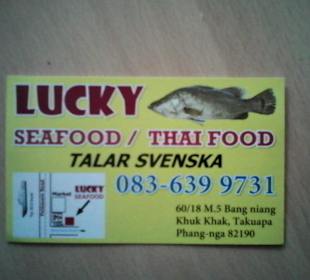 LUCKY
SEAFOOD / THAI FOOD
TALAR SVENSKA
083-639 9731
60/18 M.5 Bang niang
Khuk Khak, Takuapa
Phang-nga 82190
Market
LUCKY
SEAFOOD